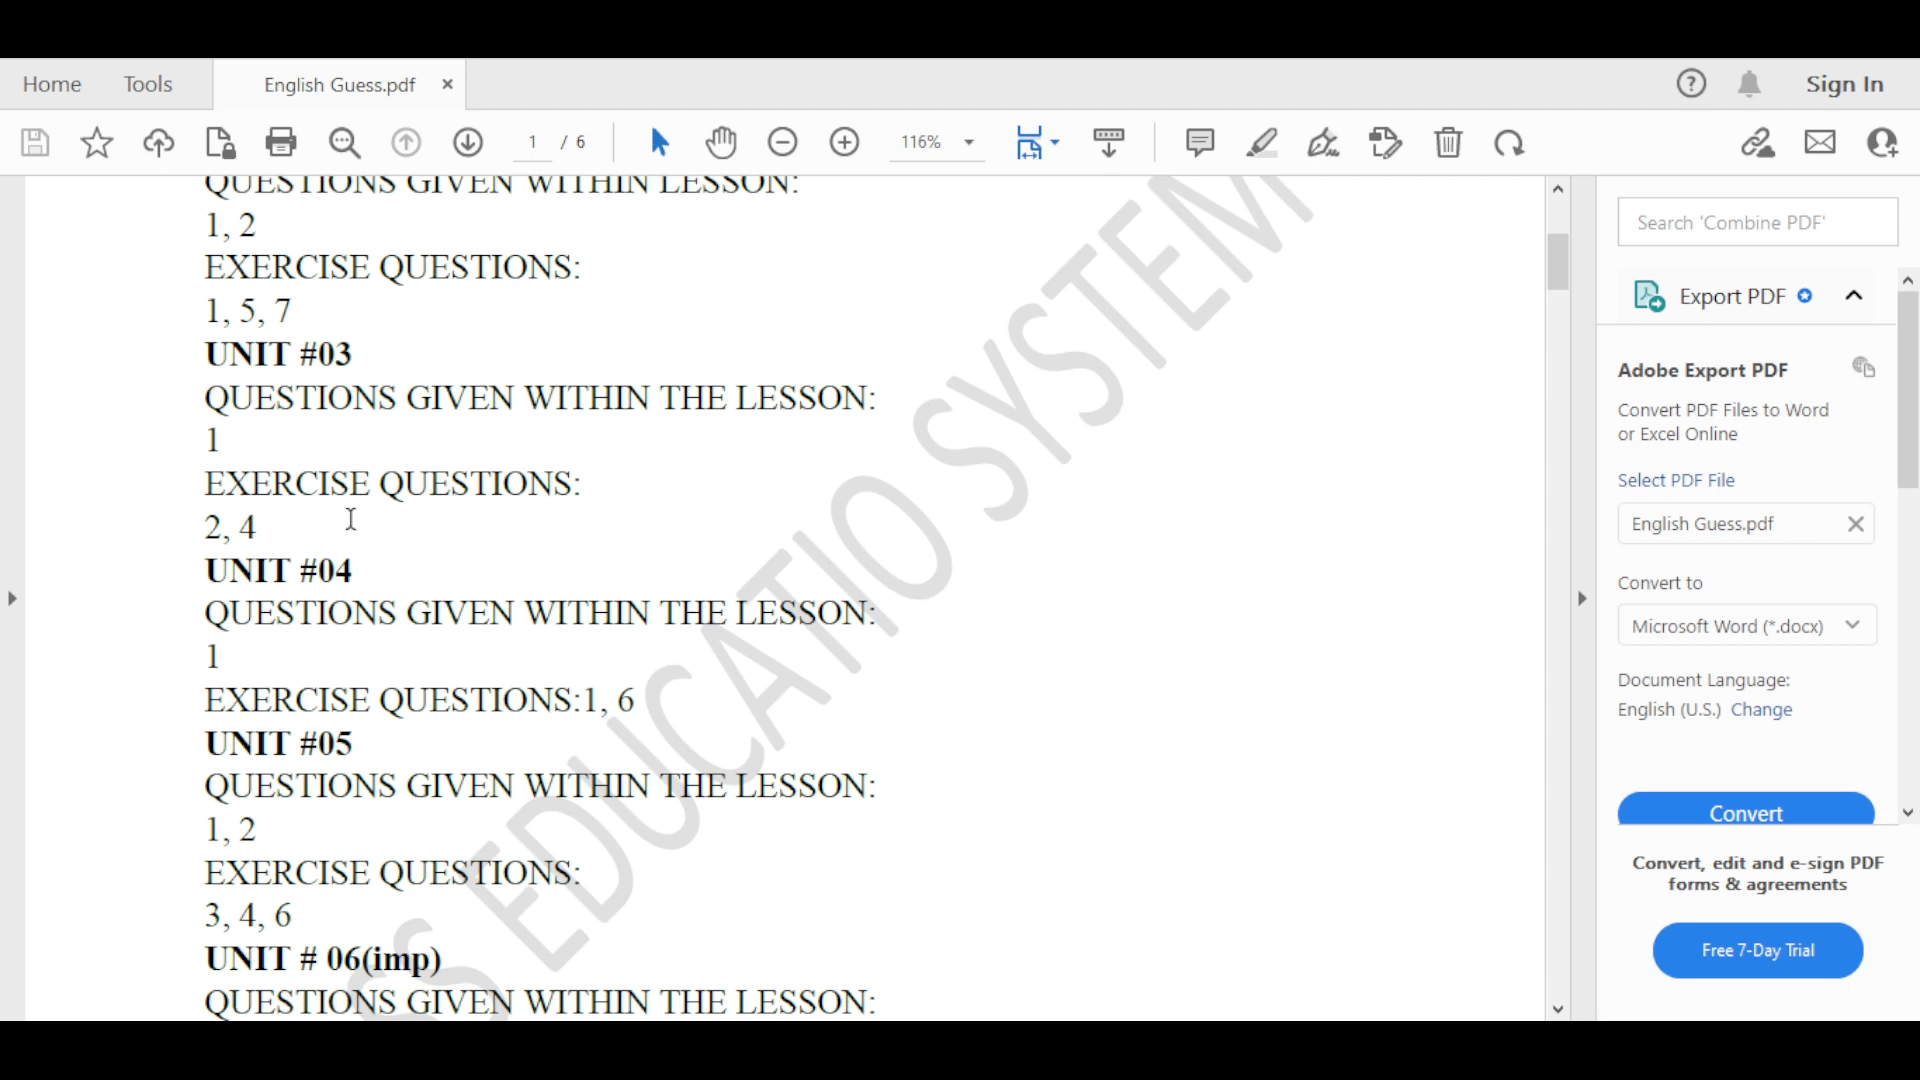 Home Tools English Guess.pdf × Sign In
1 / 6 116%
QUESTIONS GIVEN WITHIN LESSON:
1, 2
EXERCISE QUESTIONS:
1, 5, 7
UNIT #03
QUESTIONS GIVEN WITHIN THE LESSON:
1
EXERCISE QUESTIONS:
2, 4
UNIT #04
QUESTIONS GIVEN WITHIN THE LESSON:
1
EXERCISE QUESTIONS:1, 6
UNIT #05
QUESTIONS GIVEN WITHIN THE LESSON:
1, 2
EXERCISE QUESTIONS:
3, 4, 6
UNIT # 06(imp)
QUESTIONS GIVEN WITHIN THE LESSON:
SS EDUCATIO SYSTEM
Search 'Combine PDF'
Export PDF
Adobe Export PDF
Convert PDF Files to Word
or Excel Online
Select PDF File
English Guess.pdf
Convert to
Microsoft Word (*.docx)
Document Language:
English (U.S.) Change
Convert
Convert, edit and e-sign PDF
forms & agreements
Free 7-Day Trial